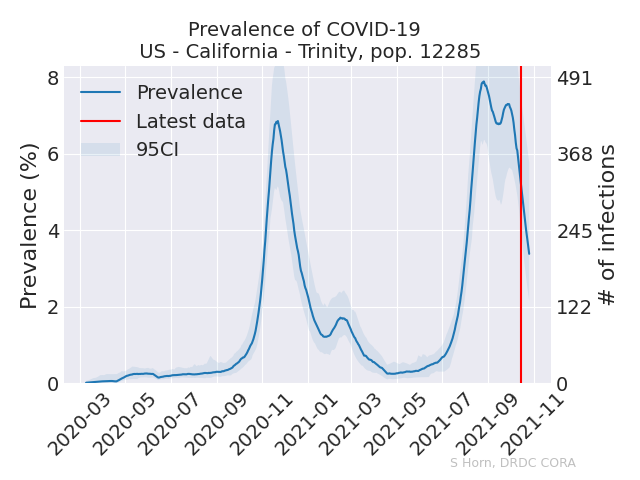 Prevalence of COVID-19
US - California - Trinity, pop. 12285
Prevalence
Latest data
95CI
Prevalence (%)
8
6
4
2
0
491
368
245
122
0
# of infections
2020-03
2020-05
2020-07
2020-09
2020-11
2021-01
2021-03
2021-05
2021-07
2021-09
2021-11
S Horn, DRDC CORA